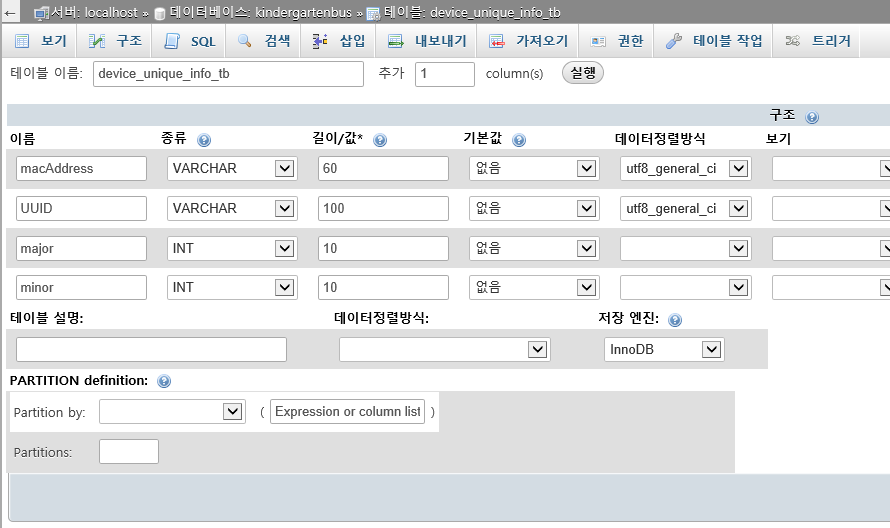 서버: localhost » 데이터베이스: kindergartenbus » 테이블: device_unique_info_tb
보기 구조 SQL 검색 삽입 내보내기 가져오기 권한 테이블 작업 트리거
테이블 이름: device_unique_info_tb 추가 1 column(s) 실행
구조
이름 종류 길이/값* 기본값 데이터정렬방식 보기
macAddress VARCHAR 60 없음 utf8_general_ci
UUID VARCHAR 100 없음 utf8_general_ci
major INT 10 없음
minor INT 10 없음
테이블 설명: 데이터정렬방식: 저장 엔진:
InnoDB
PARTITION definition:
Partition by: ( Expression or column list )
Partitions: